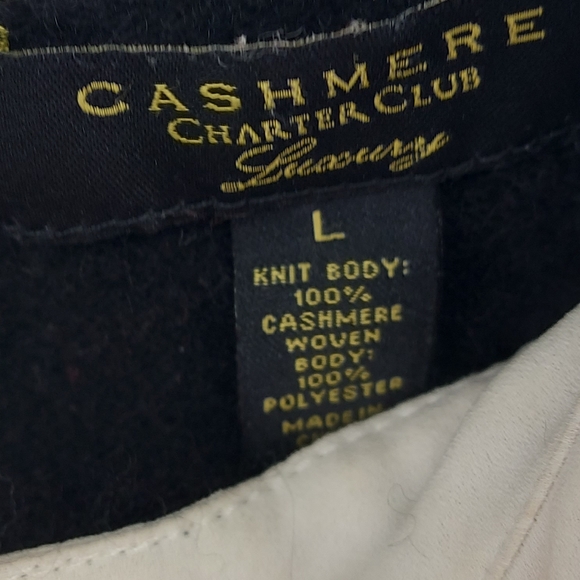 CASHMERE
CHARTER CLUB
Luxury
L
KNIT BODY:
100%
CASHMERE
WOVEN
BODY:
100%
POLYESTER
MADE IN